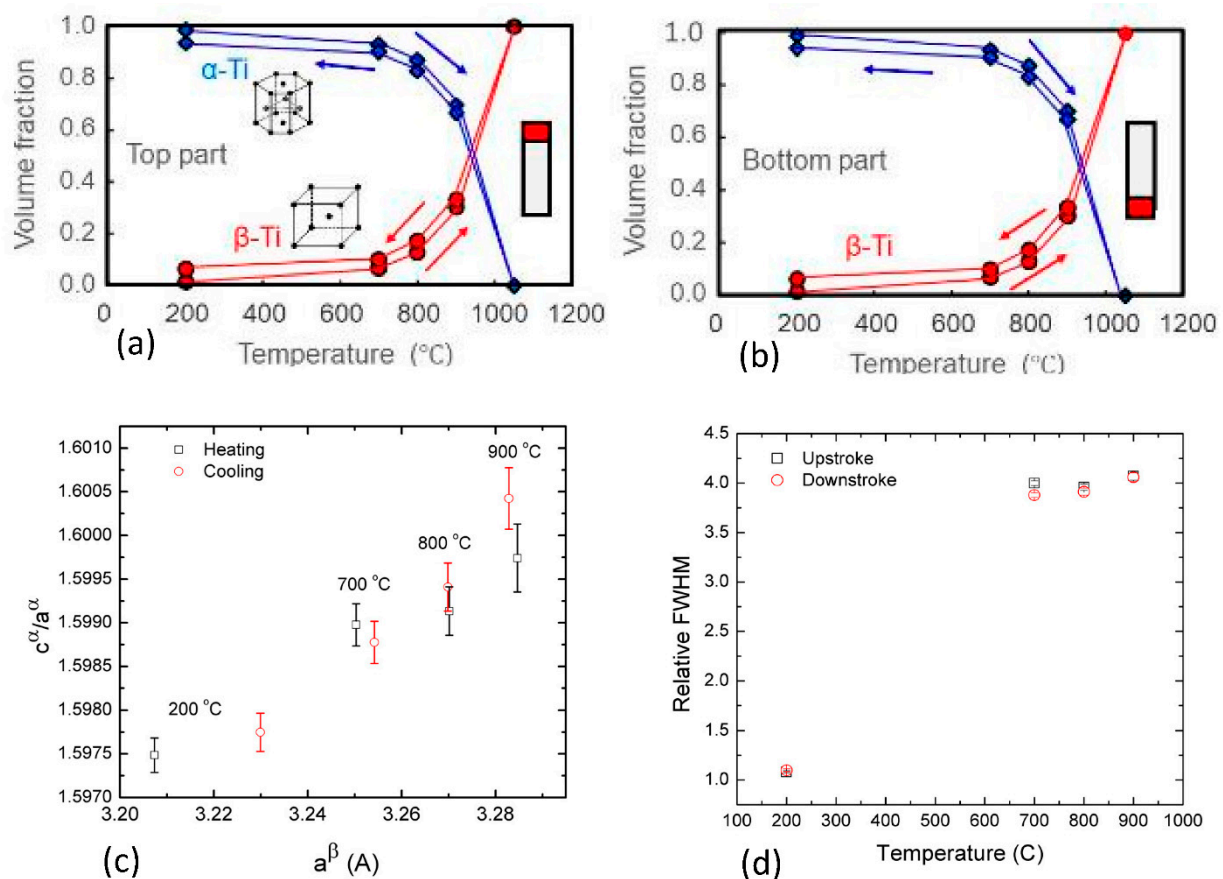 1.0
0.8
0.6
0.4
0.2
0.0
Volume fraction
α-Ti
Top part
β-Ti
200 400 600 800 1000 1200
(a)
Temperature (°C)
1.0
0.8
0.6
0.4
0.2
0.0
Volume fraction
Bottom part
β-Ti
0 200 400 600 800 1000 1200
(b)
Temperature (°C)
1.6010
1.6005
1.6000
1.5995
1.5990
1.5985
1.5980
1.5975
1.5970
c^α/a^α
Heating
Cooling
900 °C
800 °C
700 °C
200 °C
3.20 3.22 3.24 3.26 3.28
(c)
a^β (A)
4.5
4.0
3.5
3.0
2.5
2.0
1.5
1.0
Relative FWHM
Upstroke
Downstroke
100 200 300 400 500 600 700 800 900 1000
(d)
Temperature (C)